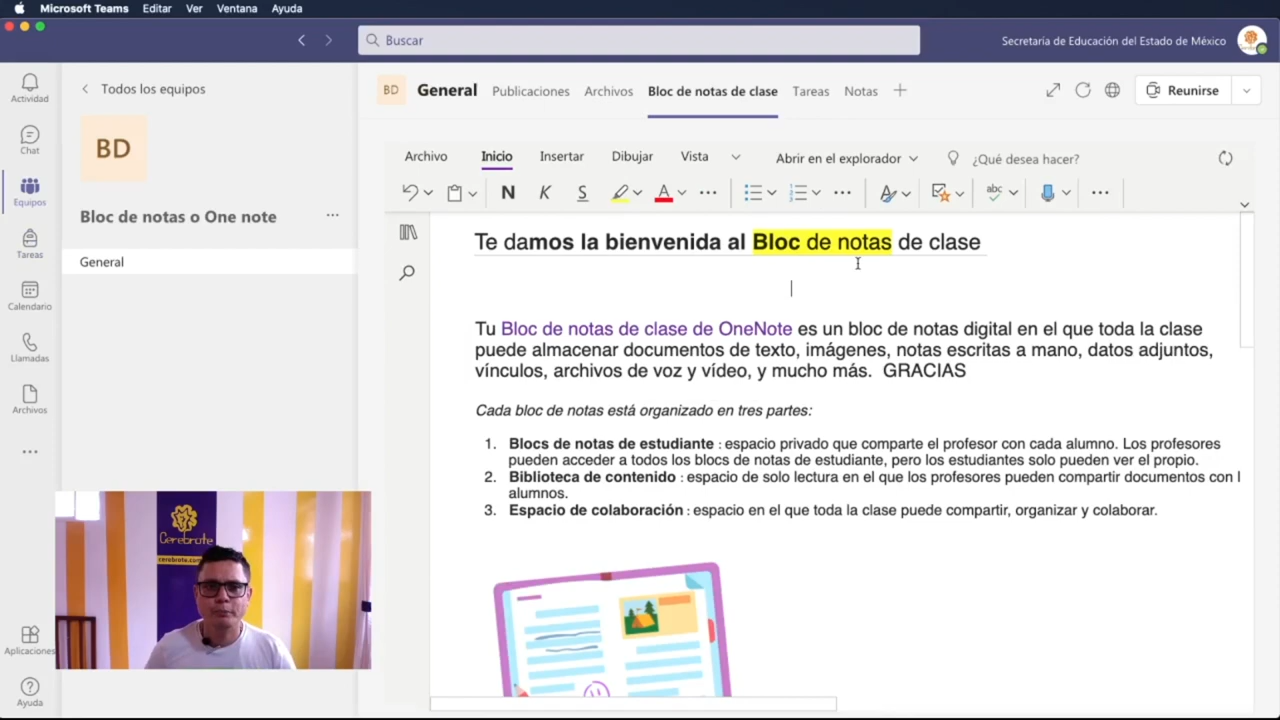 Microsoft Teams Editar Ver Ventana Ayuda
Buscar
Secretaría de Educación del Estado de México
Actividad
Chat
Equipos
Tareas
Calendario
Llamadas
Archivos
Aplicaciones
Ayuda
Todos los equipos
BD
Bloc de notas o One note
General
BD General Publicaciones Archivos Bloc de notas de clase Tareas Notas
Reunirse
Archivo Inicio Insertar Dibujar Vista Abrir en el explorador ¿Qué desea hacer?
N K S A abc
Te damos la bienvenida al Bloc de notas de clase
Tu Bloc de notas de clase de OneNote es un bloc de notas digital en el que toda la clase
puede almacenar documentos de texto, imágenes, notas escritas a mano, datos adjuntos,
vínculos, archivos de voz y vídeo, y mucho más. GRACIAS
Cada bloc de notas está organizado en tres partes:
1. Blocs de notas de estudiante : espacio privado que comparte el profesor con cada alumno. Los profesores
pueden acceder a todos los blocs de notas de estudiante, pero los estudiantes solo pueden ver el propio.
2. Biblioteca de contenido : espacio de solo lectura en el que los profesores pueden compartir documentos con l
alumnos.
3. Espacio de colaboración : espacio en el que toda la clase puede compartir, organizar y colaborar.
Cerebrote
cerebrote.com